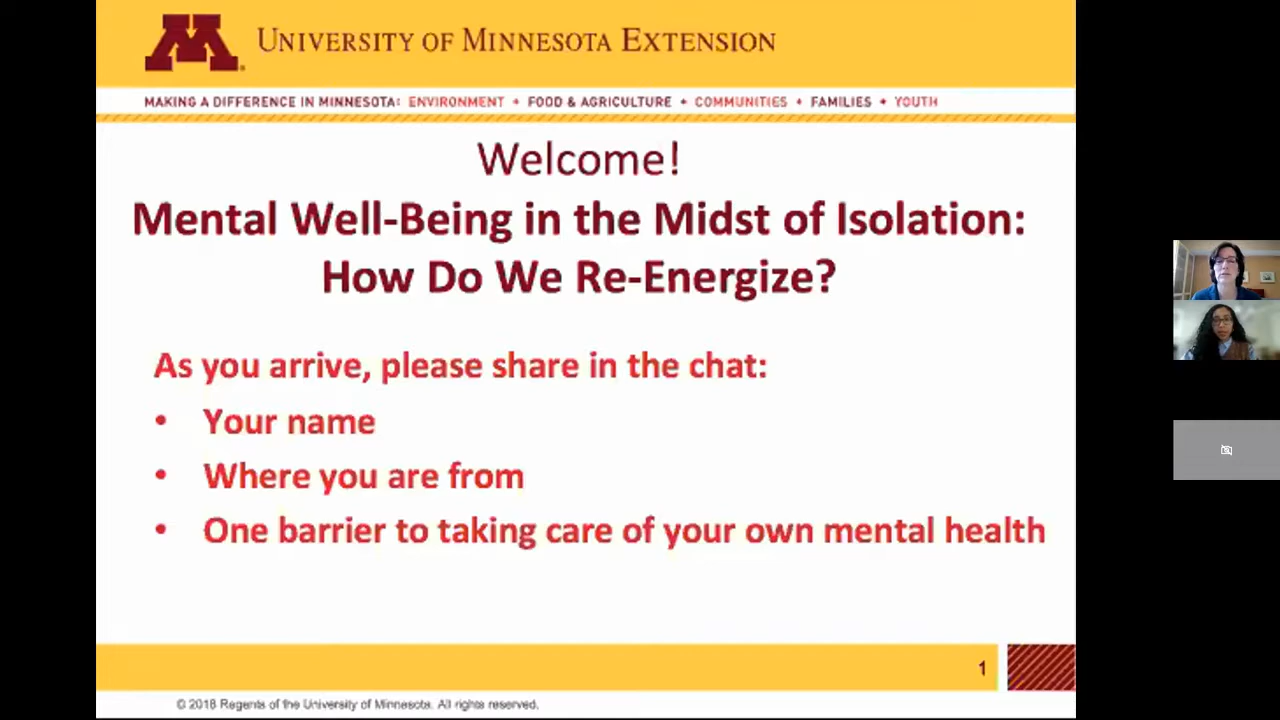 UNIVERSITY OF MINNESOTA EXTENSION
MAKING A DIFFERENCE IN MINNESOTA: ENVIRONMENT + FOOD & AGRICULTURE + COMMUNITIES + FAMILIES + YOUTH
Welcome!
Mental Well-Being in the Midst of Isolation:
How Do We Re-Energize?
As you arrive, please share in the chat:
• Your name
• Where you are from
• One barrier to taking care of your own mental health
1
© 2018 Regents of the University of Minnesota. All rights reserved.